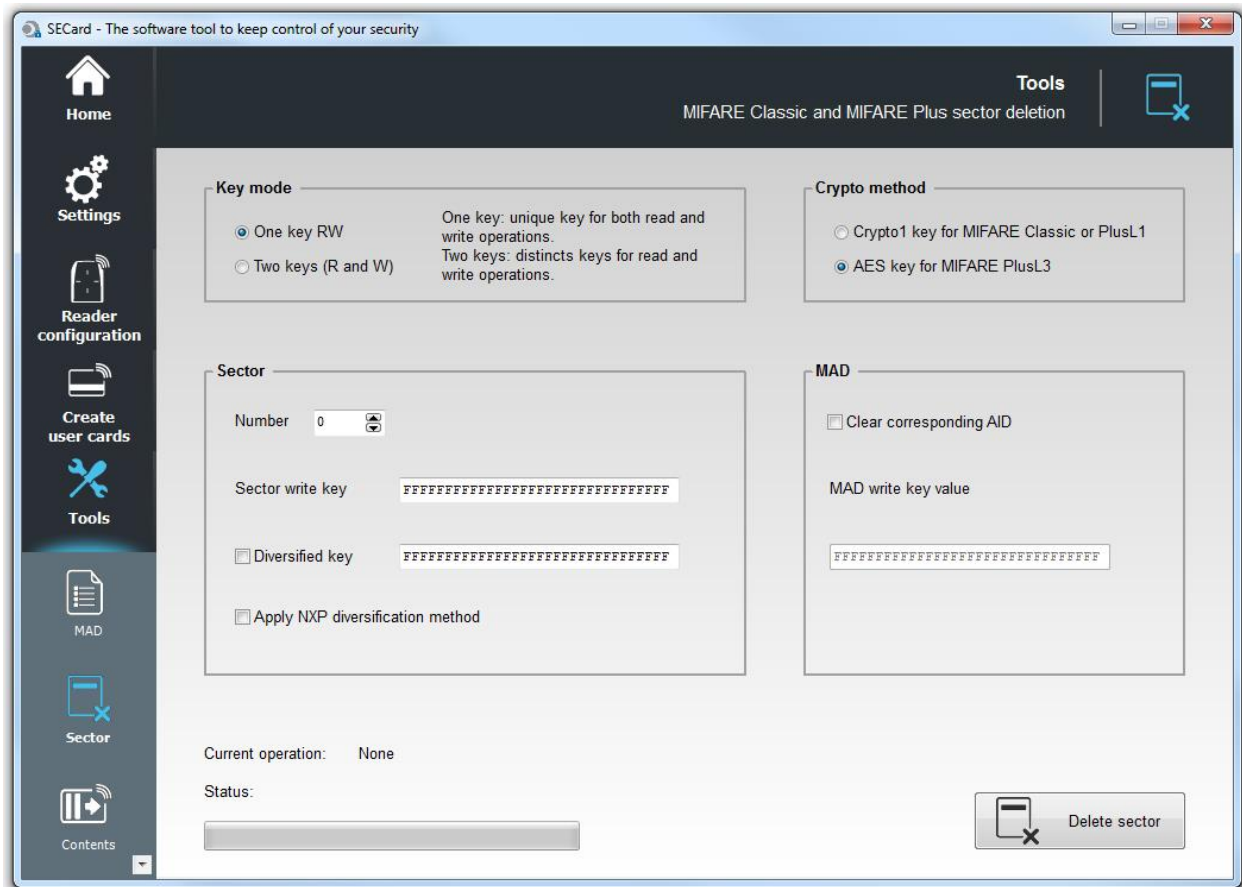 SECard - The software tool to keep control of your security
Home
Settings
Reader
configuration
Create
user cards
Tools
MAD
Sector
Contents
Tools
MIFARE Classic and MIFARE Plus sector deletion
Key mode
One key RW
Two keys (R and W)
One key: unique key for both read and
write operations.
Two keys: distincts keys for read and
write operations.
Crypto method
Crypto1 key for MIFARE Classic or PlusL1
AES key for MIFARE PlusL3
Sector
Number 0
Sector write key FFFFFFFFFFFFFFFFFFFFFFFFFFFFFFFF
Diversified key FFFFFFFFFFFFFFFFFFFFFFFFFFFFFFFF
Apply NXP diversification method
MAD
Clear corresponding AID
MAD write key value
FFFFFFFFFFFFFFFFFFFFFFFFFFFFFFFF
Current operation: None
Status:
Delete sector